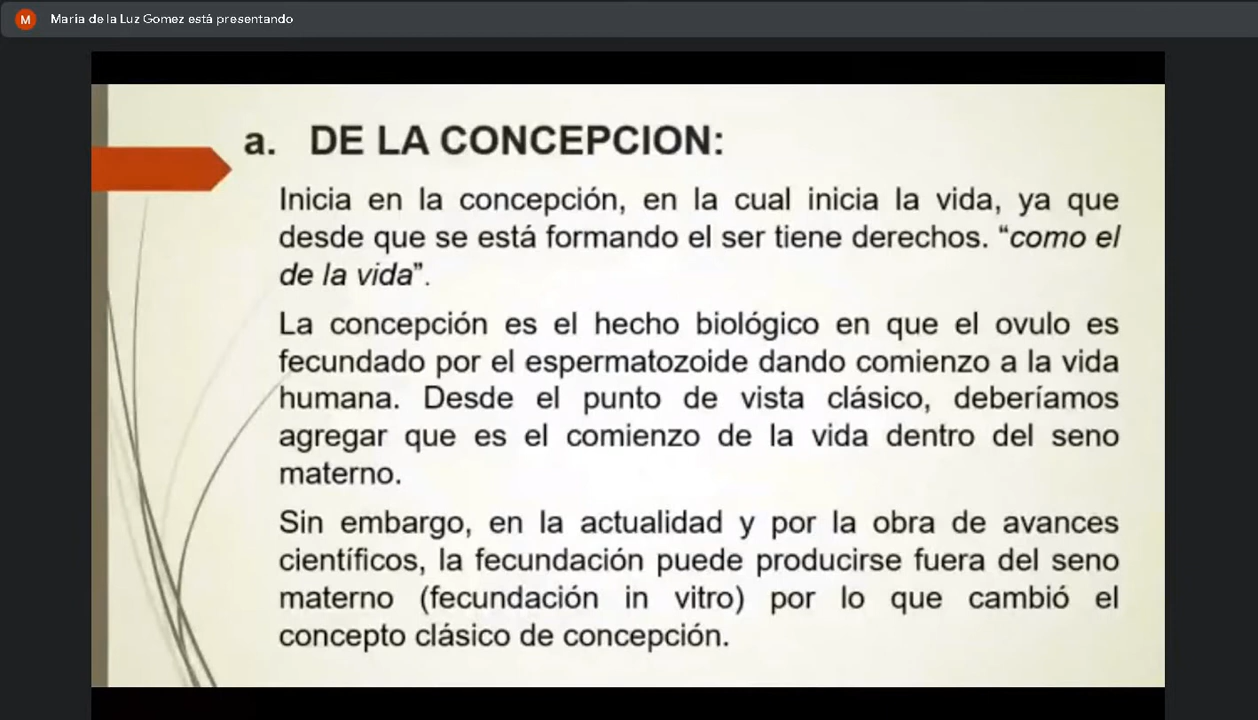 M
Maria de la Luz Gomez está presentando
a. DE LA CONCEPCION:
Inicia en la concepción, en la cual inicia la vida, ya que
desde que se está formando el ser tiene derechos. “como el
de la vida”.
La concepción es el hecho biológico en que el ovulo es
fecundado por el espermatozoide dando comienzo a la vida
humana. Desde el punto de vista clásico, deberíamos
agregar que es el comienzo de la vida dentro del seno
materno.
Sin embargo, en la actualidad y por la obra de avances
científicos, la fecundación puede producirse fuera del seno
materno (fecundación in vitro) por lo que cambió el
concepto clásico de concepción.